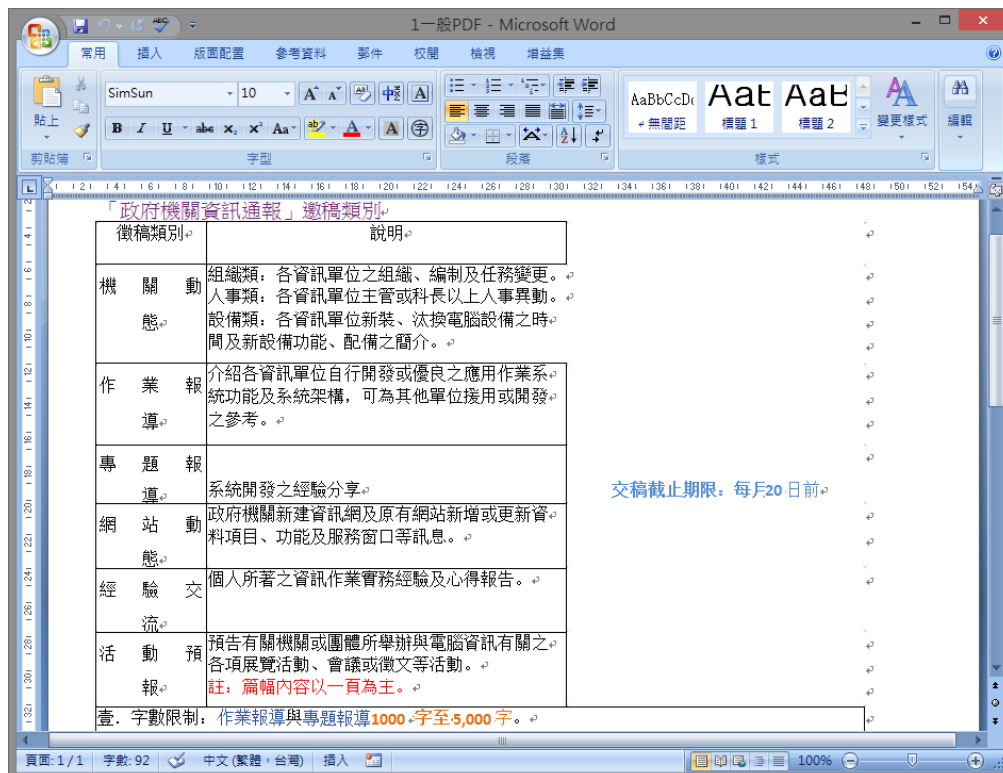 1一般PDF - Microsoft Word
常用 插入 版面配置 參考資料 郵件 校閱 檢視 增益集
貼上
SimSun 10
AaBbCcDc AaBbC AaBb
無間距 標題 1 標題 2 變更樣式 編輯
剪貼簿 字型 段落 樣式
「政府機關資訊通報」邀稿類別
徵稿類別 說明
機關動態
組織類：各資訊單位之組織、編制及任務變更。
人事類：各資訊單位主管或科長以上人事異動。
設備類：各資訊單位新裝、汰換電腦設備之時
間及新設備功能、配備之簡介。
作業報導
介紹各資訊單位自行開發或優良之應用作業系
統功能及系統架構，可為其他單位援用或開發
之參考。
專題報導
系統開發之經驗分享
交稿截止期限：每月20 日前
網站動態
政府機關新建資訊網及原有網站新增或更新資
料項目、功能及服務窗口等訊息。
經驗交流
個人所著之資訊作業實務經驗及心得報告。
活動預報
預告有關機關或團體所舉辦與電腦資訊有關之
各項展覽活動、會議或徵文等活動。
註：篇幅內容以一頁為主。
壹. 字數限制：作業報導與專題報導1000 字至 5,000 字。
頁面: 1 / 1 字數: 92 中文 (繁體，台灣) 插入 100%